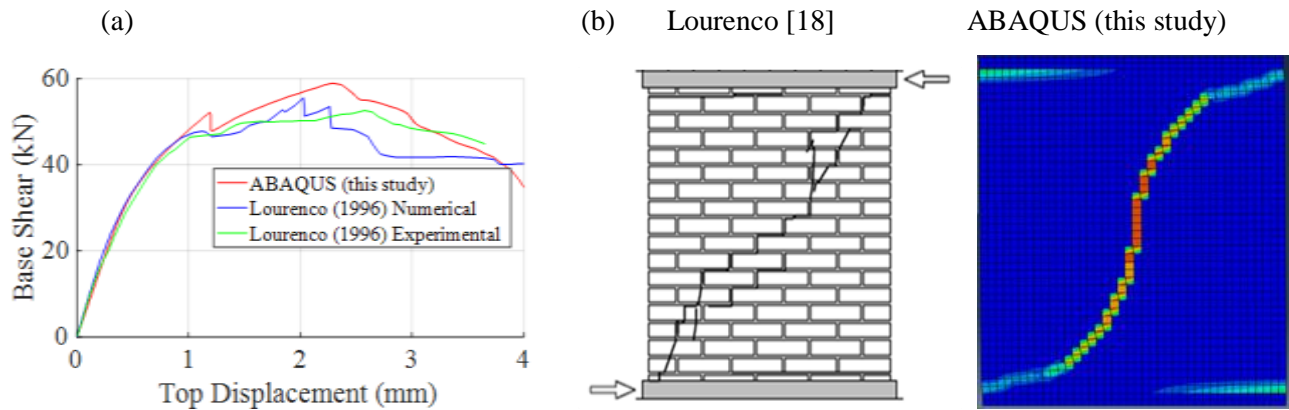 (a)
(b) Lourenco [18] ABAQUS (this study)
60
40
20
0
Base Shear (kN)
ABAQUS (this study)
Lourenco (1996) Numerical
Lourenco (1996) Experimental
0 1 2 3 4
Top Displacement (mm)